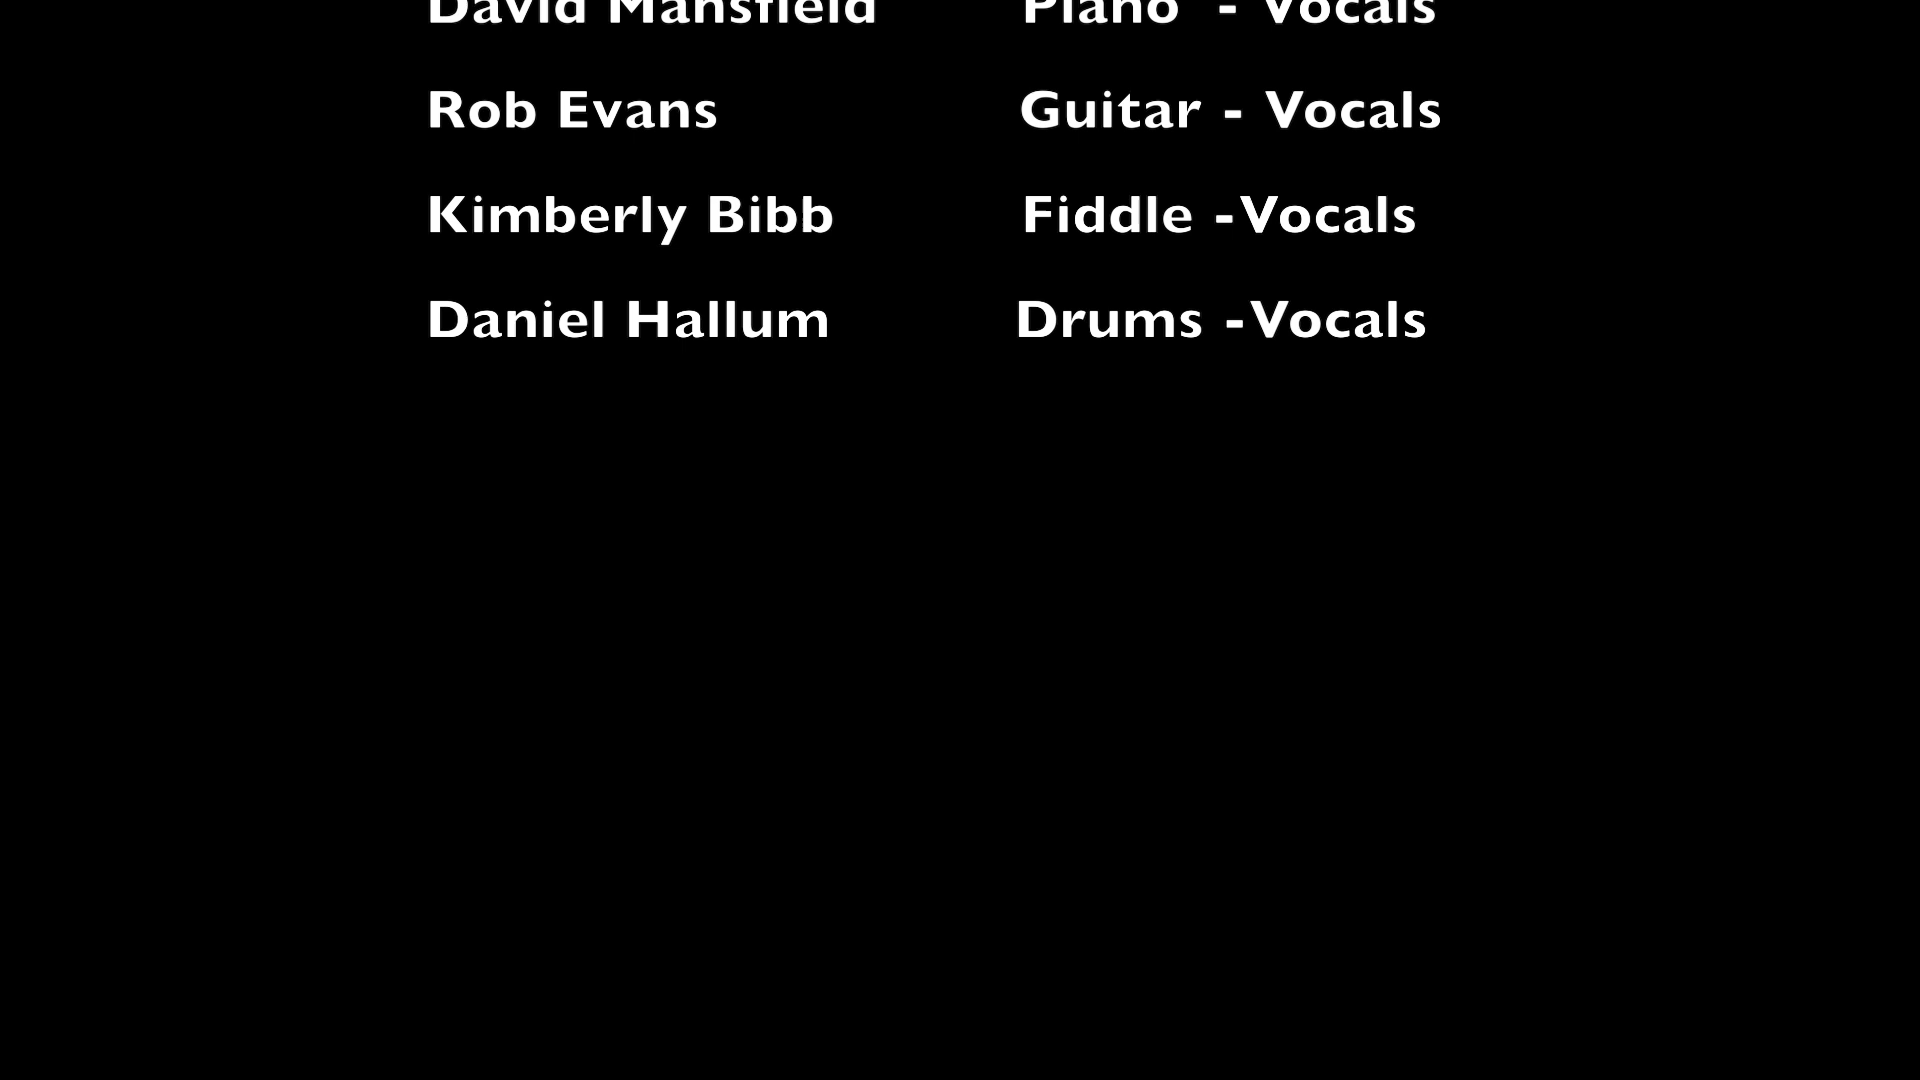 David Mansfield Piano - Vocals
Rob Evans Guitar - Vocals
Kimberly Bibb Fiddle -Vocals
Daniel Hallum Drums -Vocals